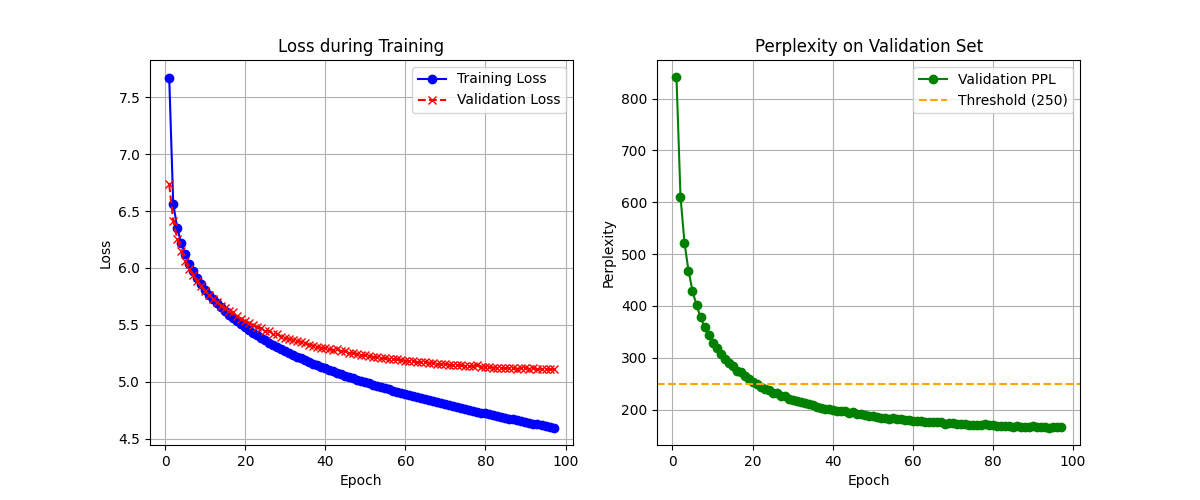 Loss during Training
Training Loss
Validation Loss
7.5
7.0
6.5
6.0
5.5
5.0
4.5
Loss
0
20
40
60
80
100
Epoch
Perplexity on Validation Set
Validation PPL
Threshold (250)
800
700
600
500
400
300
200
Perplexity
0
20
40
60
80
100
Epoch